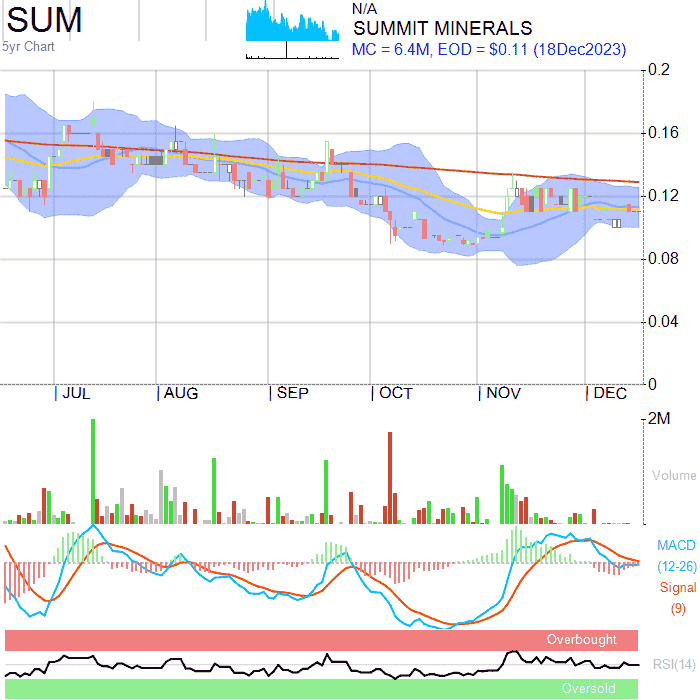 SUM
5yr Chart
N/A
SUMMIT MINERALS
MC = 6.4M, EOD = $0.11 (18Dec2023)
0.2
0.16
0.12
0.08
0.04
0
JUL AUG SEP OCT NOV DEC
2M
Volume
MACD
(12-26)
Signal
(9)
Overbought
RSI(14)
Oversold